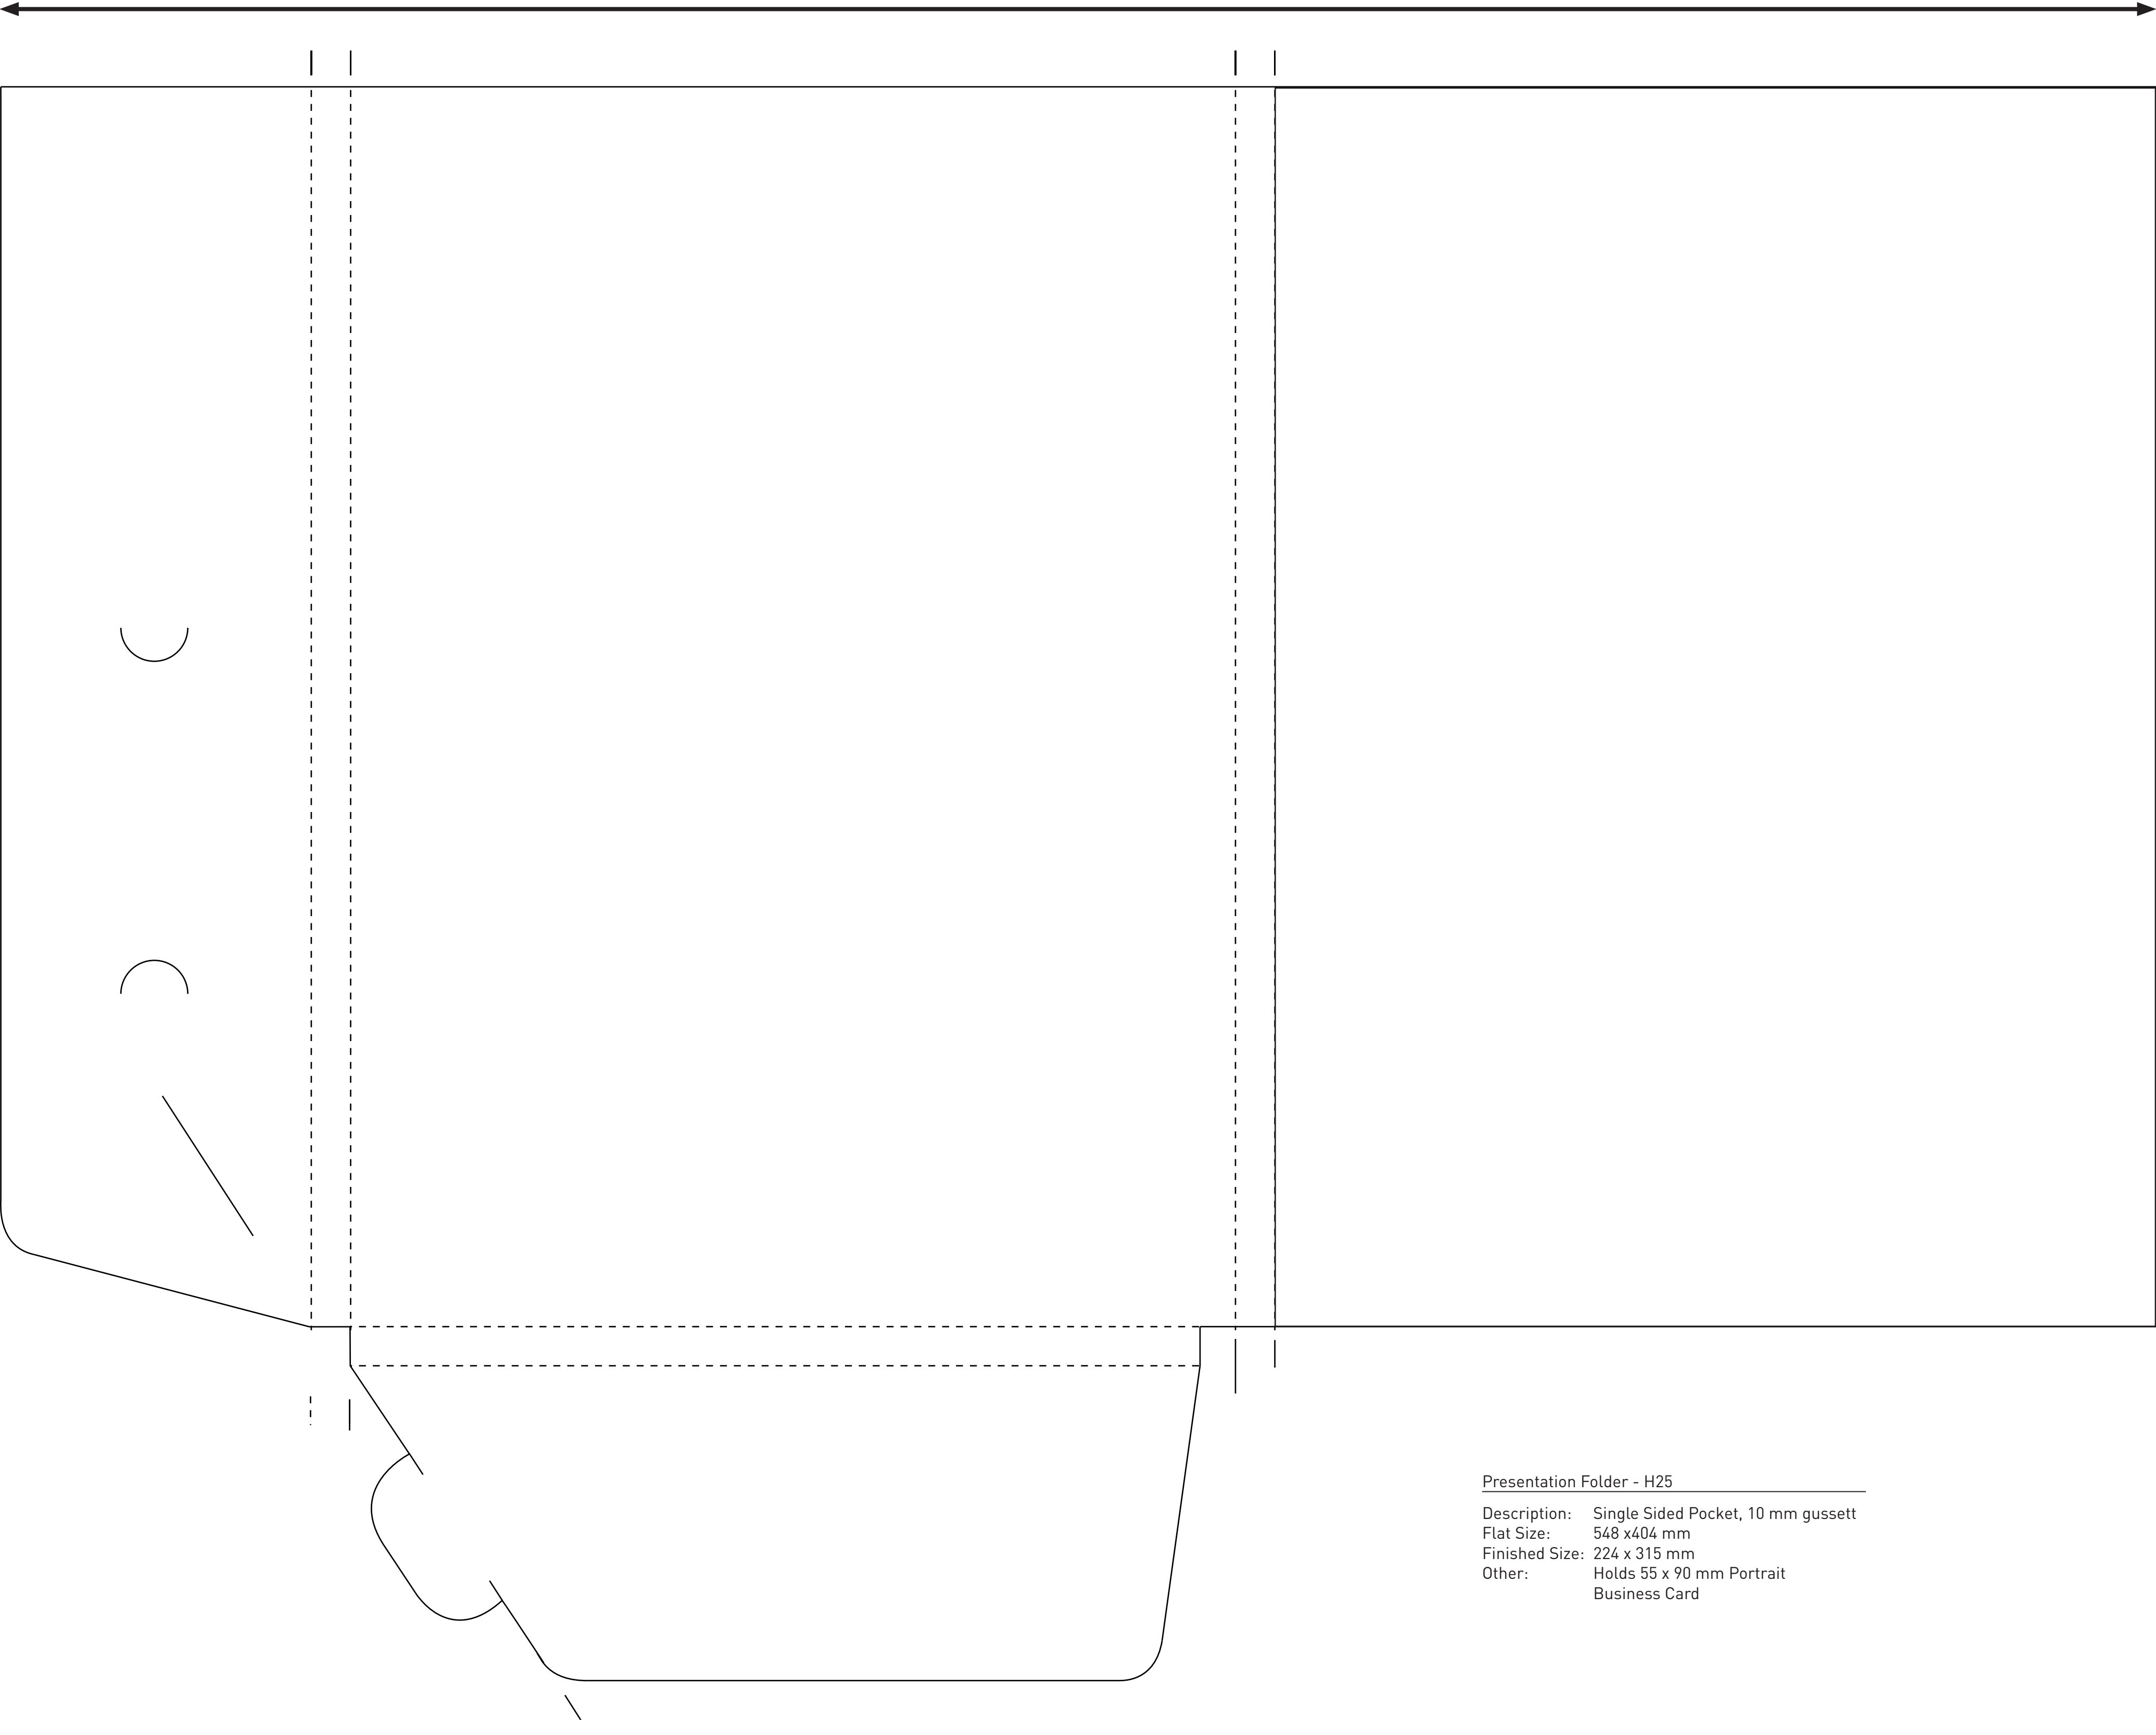 Presentation Folder - H25
Description: Single Sided Pocket, 10 mm gussett
Flat Size: 548 x404 mm
Finished Size: 224 x 315 mm
Other: Holds 55 x 90 mm Portrait
Business Card